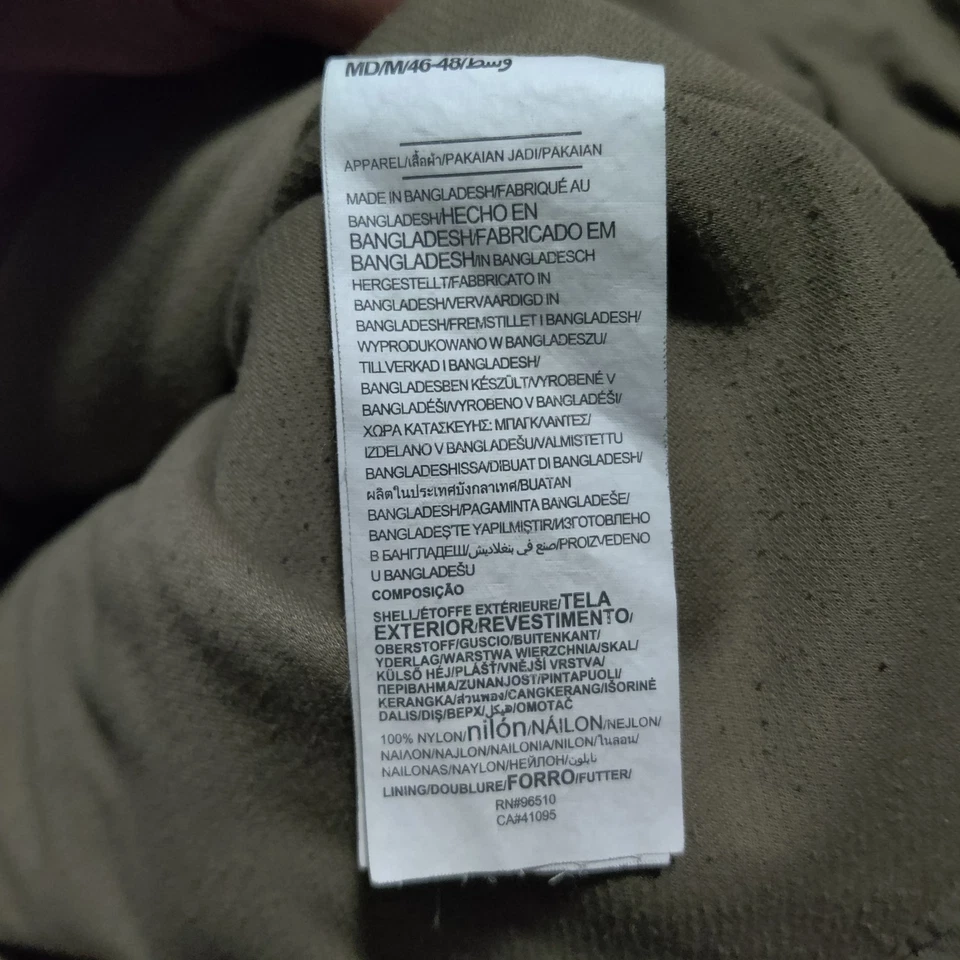 MD/M/46-48/وسط
APPAREL/เสื้อผ้า/PAKAIAN JADI/PAKAIAN
MADE IN BANGLADESH/FABRIQUÉ AU
BANGLADESH/HECHO EN
BANGLADESH/FABRICADO EM
BANGLADESH/IN BANGLADESCH
HERGESTELLT/FABBRICATO IN
BANGLADESH/VERVAARDIGD IN
BANGLADESH/FREMSTILLET I BANGLADESH/
WYPRODUKOWANO W BANGLADESZU/
TILLVERKAD I BANGLADESH/
BANGLADESBEN KÉSZÜLT/VYROBENÉ V
BANGLADÉŠI/VYROBENO V BANGLADÉŠI/
ΧΩΡΑ ΚΑΤΑΣΚΕΥΗΣ: ΜΠΑΓΚΛΑΝΤΕΣ/
IZDELANO V BANGLADEŠU/VALMISTETTU
BANGLADESHISSA/DIBUAT DI BANGLADESH/
ผลิตในประเทศบังกลาเทศ/BUATAN
BANGLADESH/PAGAMINTA BANGLADEŠE/
BANGLADEŞ'TE YAPILMIŞTIR/ИЗГОТОВЛЕНО
В БАНГЛАДЕШ/صنع في بنغلاديش/PROIZVEDENO
U BANGLADEŠU
COMPOSIÇÃO
SHELL/ÉTOFFE EXTÉRIEURE/TELA
EXTERIOR/REVESTIMENTO/
OBERSTOFF/GUSCIO/BUITENKANT/
YDERLAG/WARSTWA WIERZCHNIA/SKAL/
KÜLSŐ HÉJ/PLÁŠŤ/VNĚJŠÍ VRSTVA/
ΠΕΡΙΒΛΗΜΑ/ZUNANJOST/PINTAPUOLI/
KERANGKA/ส่วนพอง/CANGKERANG/IŠORINĖ
DALIS/DIŞ/ВЕРХ/هيكل/OMOTAČ
100% NYLON/nilón/NÁILON/NEJLON/
ΝΑΙΛΟΝ/NAJLON/NAILONIA/NILON/ไนลอน/
NAILONAS/NAYLON/НЕЙЛОН/نايلون
LINING/DOUBLURE/FORRO/FUTTER/
RN#96510
CA#41095